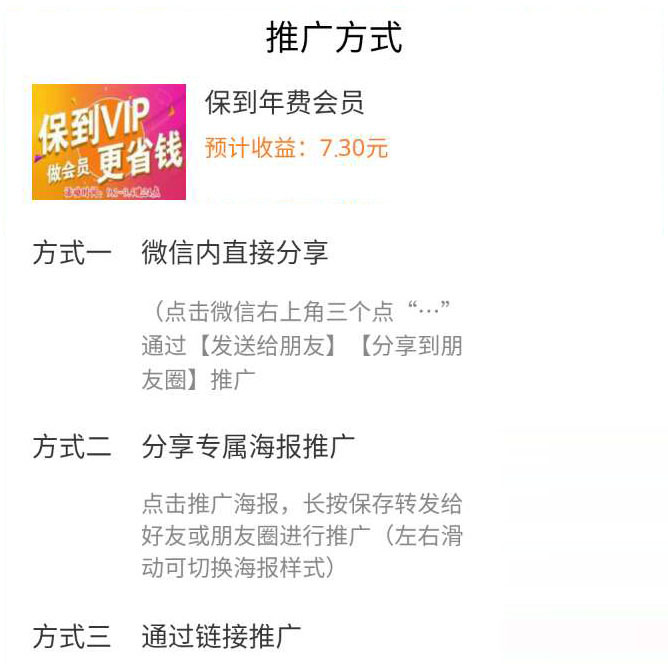 推广方式
保到VIP
做会员 更省钱
保到年费会员
预计收益：7.30元
方式一 微信内直接分享
（点击微信右上角三个点“…”
通过【发送给朋友】【分享到朋
友圈】推广
方式二 分享专属海报推广
点击推广海报，长按保存转发给
好友或朋友圈进行推广（左右滑
动可切换海报样式）
方式三 通过链接推广